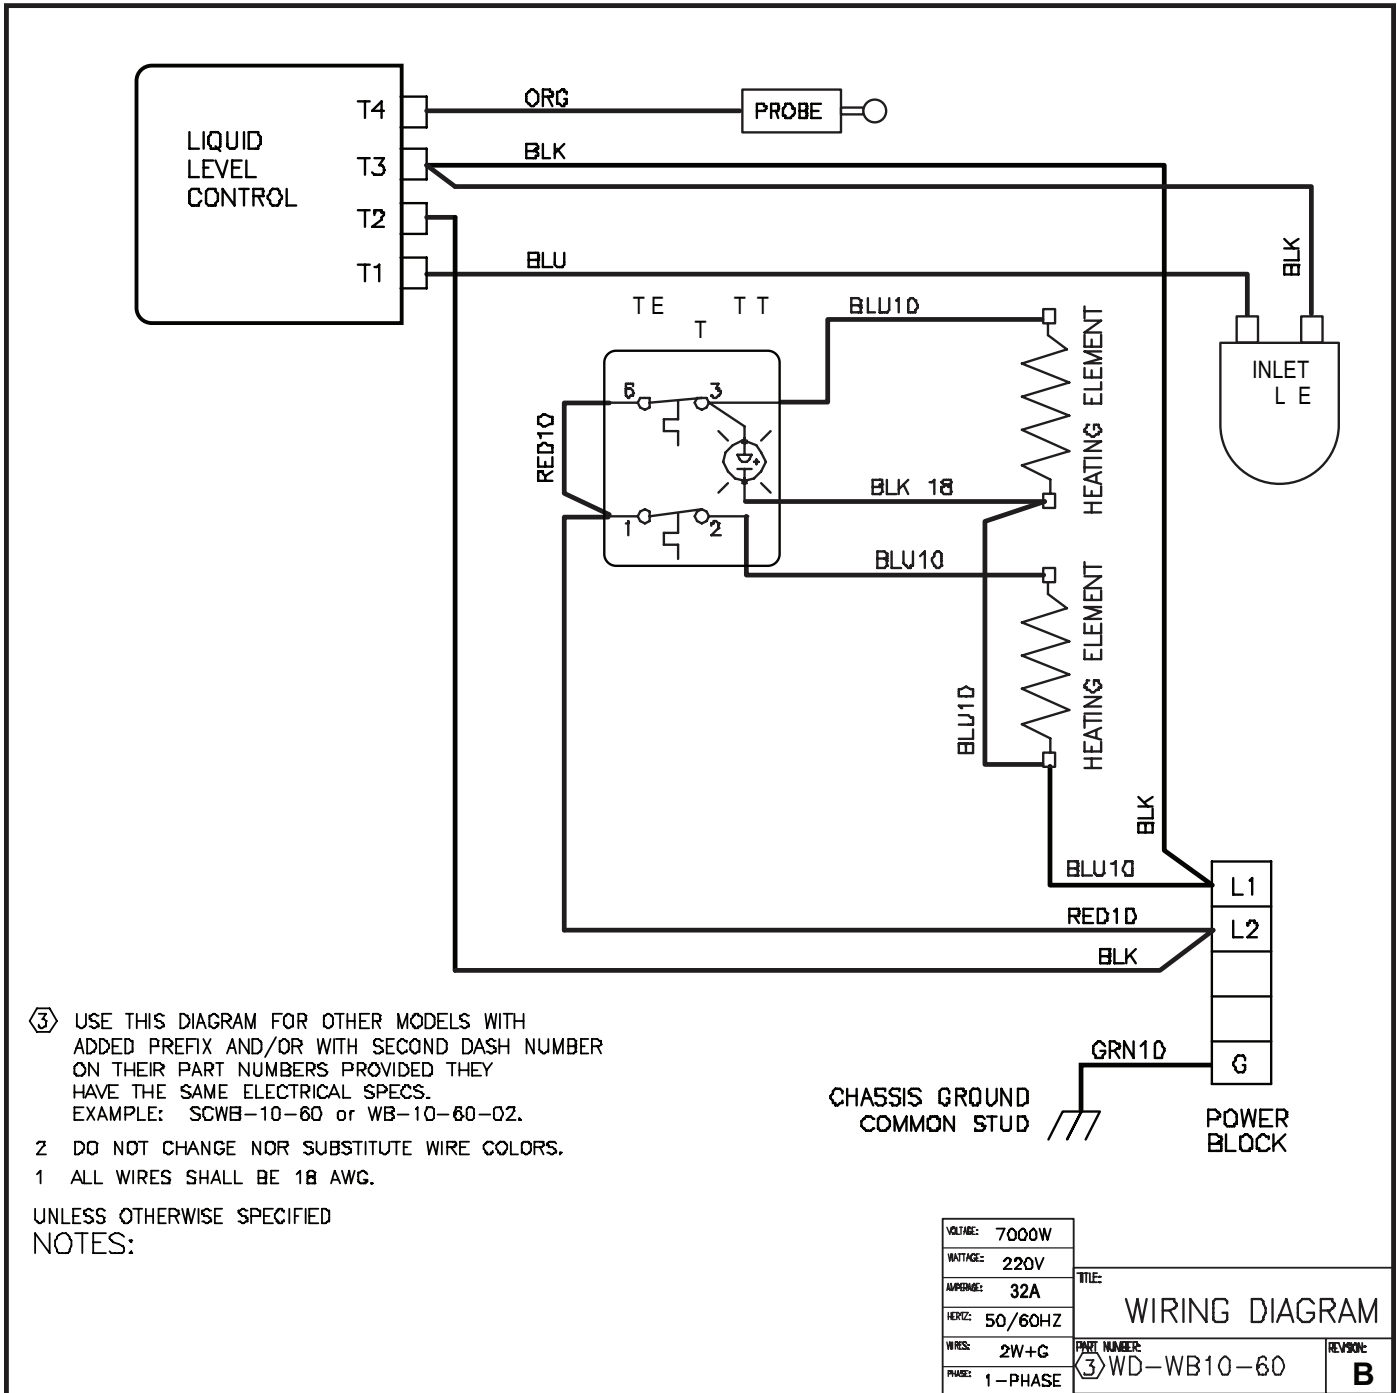 T4
ORG
PROBE
LIQUID
LEVEL
CONTROL
T3
BLK
T2
T1
BLU
BLK
TE TT
T
BLU10
INLET
L E
HEATING ELEMENT
6 3
RED10
BLK 18
1 2
BLU10
HEATING ELEMENT
BLU10
BLK
BLU10
L1
RED10
L2
BLK
GRN10
G
CHASSIS GROUND
COMMON STUD
POWER
BLOCK
3 USE THIS DIAGRAM FOR OTHER MODELS WITH
ADDED PREFIX AND/OR WITH SECOND DASH NUMBER
ON THEIR PART NUMBERS PROVIDED THEY
HAVE THE SAME ELECTRICAL SPECS.
EXAMPLE: SCWB-10-60 or WB-10-60-02.
2 DO NOT CHANGE NOR SUBSTITUTE WIRE COLORS.
1 ALL WIRES SHALL BE 18 AWG.
UNLESS OTHERWISE SPECIFIED
NOTES:
VOLTAGE: 7000W
WATTAGE: 220V
AMPERAGE: 32A
HERTZ: 50/60HZ
WIRES: 2W+G
PHASE: 1-PHASE
TITLE:
WIRING DIAGRAM
PART NUMBER:
3 WD-WB10-60
REVISION:
B